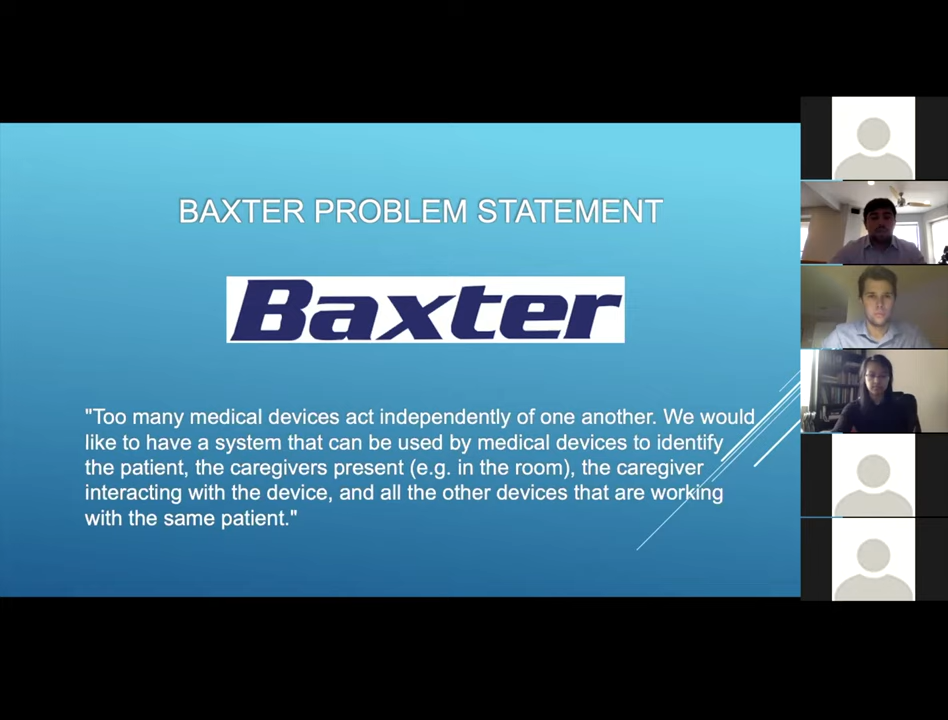 BAXTER PROBLEM STATEMENT
Baxter
"Too many medical devices act independently of one another. We would
like to have a system that can be used by medical devices to identify
the patient, the caregivers present (e.g. in the room), the caregiver
interacting with the device, and all the other devices that are working
with the same patient."